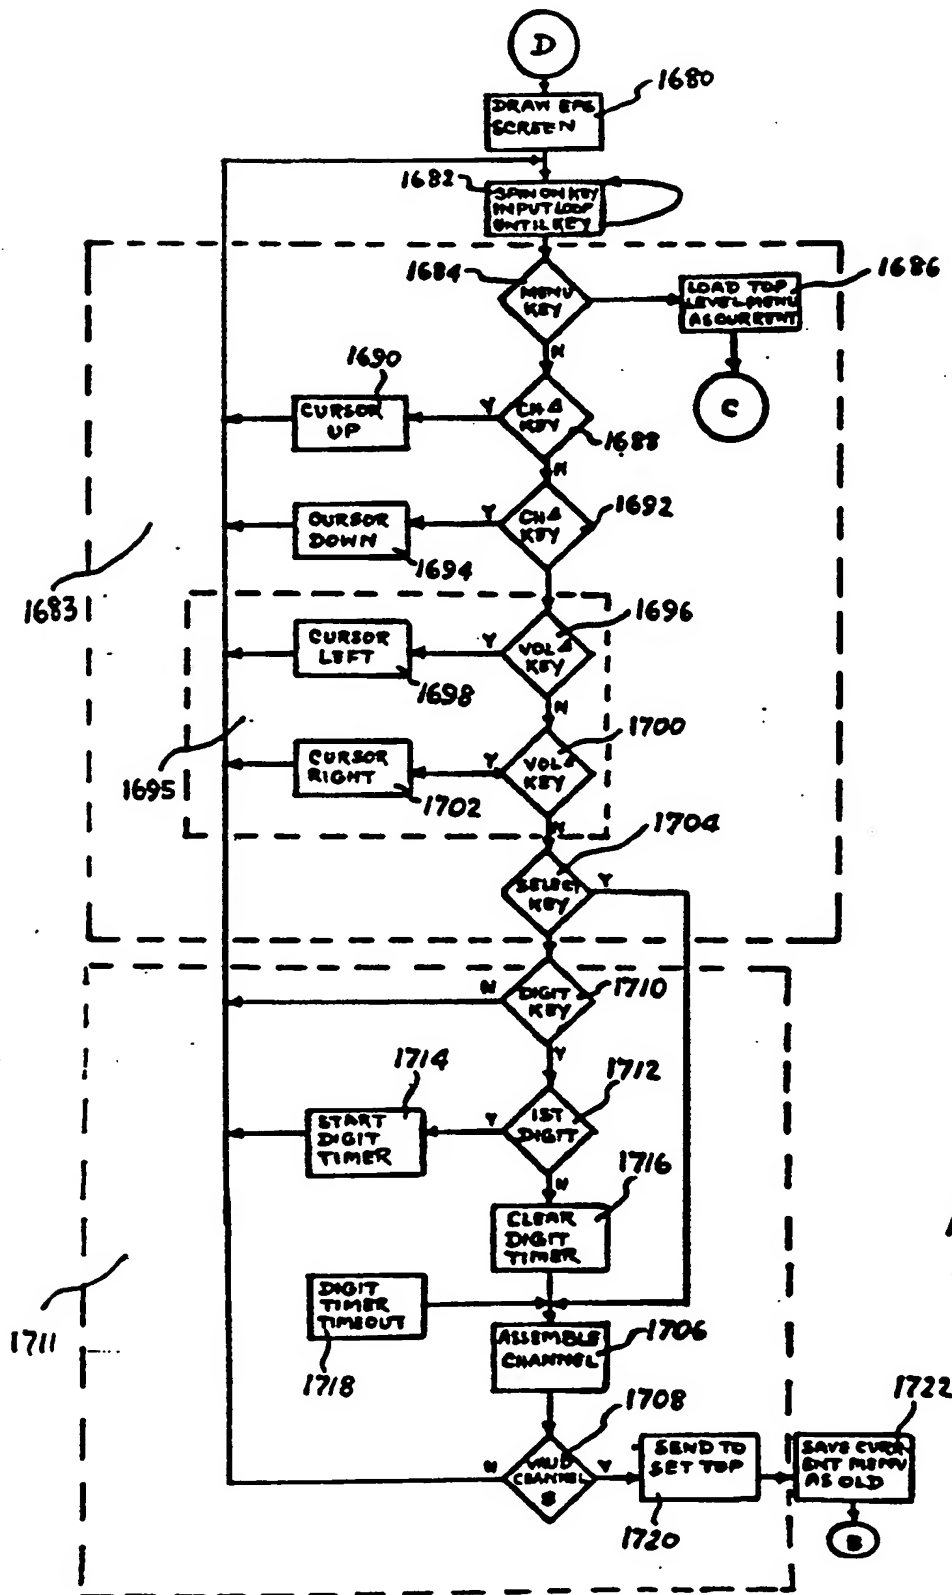 D
1680
DRAW EPG
SCREEN
1682
SPIN ON KEY
INPUT LOOP
UNTIL KEY
1684
MENU
KEY
1686
LOAD TOP
LEVEL MENU
AS CURRENT
N
C
1690
CURSOR
UP
Y
CH Δ
KEY
1688
N
CURSOR
DOWN
1694
Y
CH Δ
KEY
1692
1683
1696
CURSOR
LEFT
1698
Y
VOL Δ
KEY
N
1695
1700
CURSOR
RIGHT
1702
Y
VOL Δ
KEY
N
1704
SELECT
KEY
Y
N
DIGIT
KEY
1710
Y
1714
START
DIGIT
TIMER
Y
1ST
DIGIT
1712
N
1716
CLEAR
DIGIT
TIMER
1711
DIGIT
TIMER
TIMEOUT
1718
ASSEMBLE
CHANNEL
1706
1708
N
VALID
CHANNEL
Y
SEND TO
SET TOP
1720
1722
SAVE CURR
ENT MENU
AS OLD
B